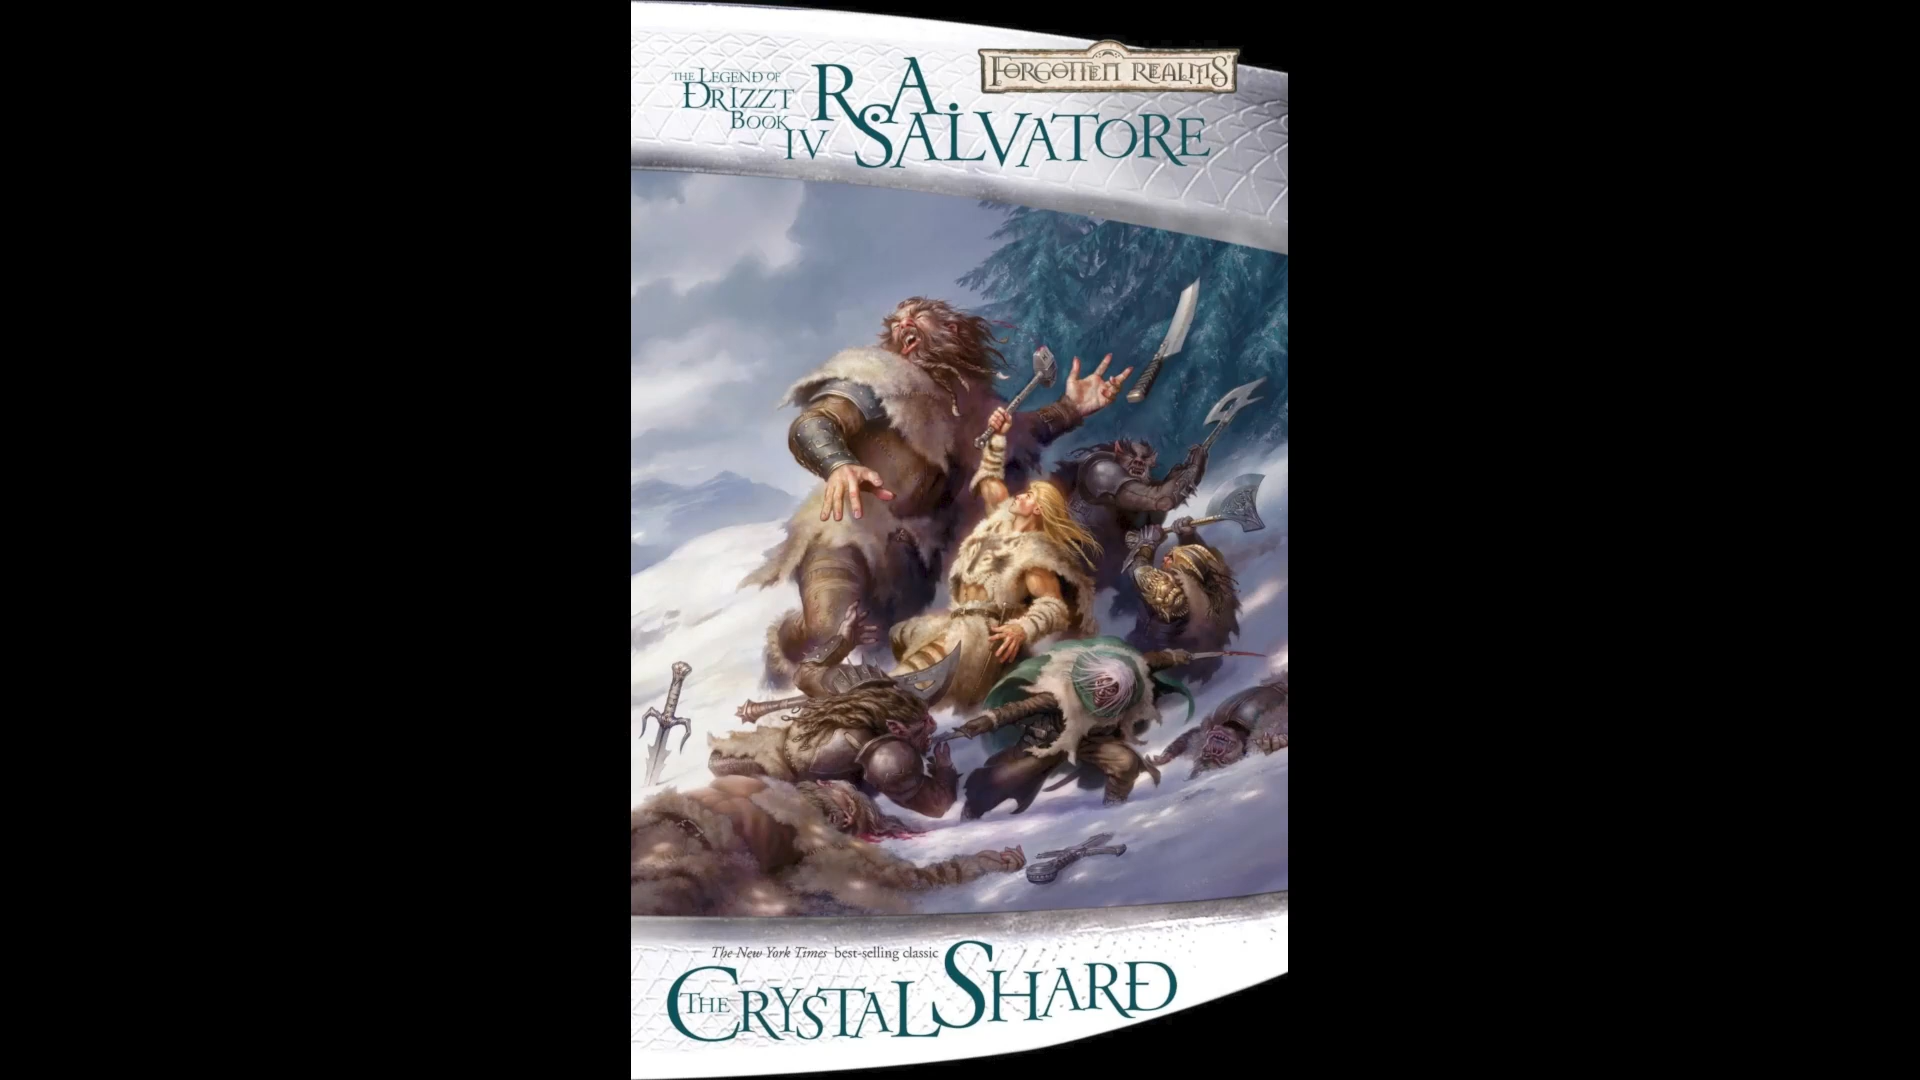 FORGOTTEN REALMS
THE LEGEND OF
DRIZZT
BOOK
IV
R. A.
SALVATORE
The New York Times best-selling classic
THE CRYSTAL SHARD